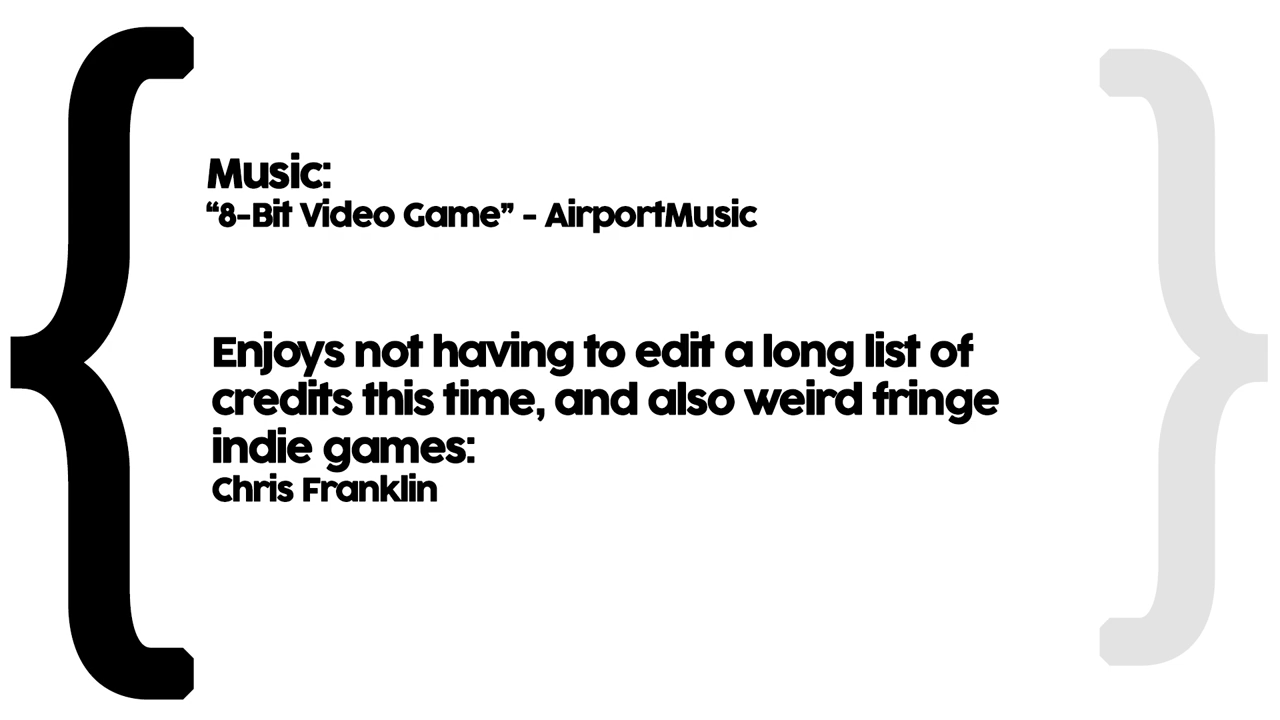 Music:
“8-Bit Video Game” - AirportMusic
Enjoys not having to edit a long list of
credits this time, and also weird fringe
indie games:
Chris Franklin